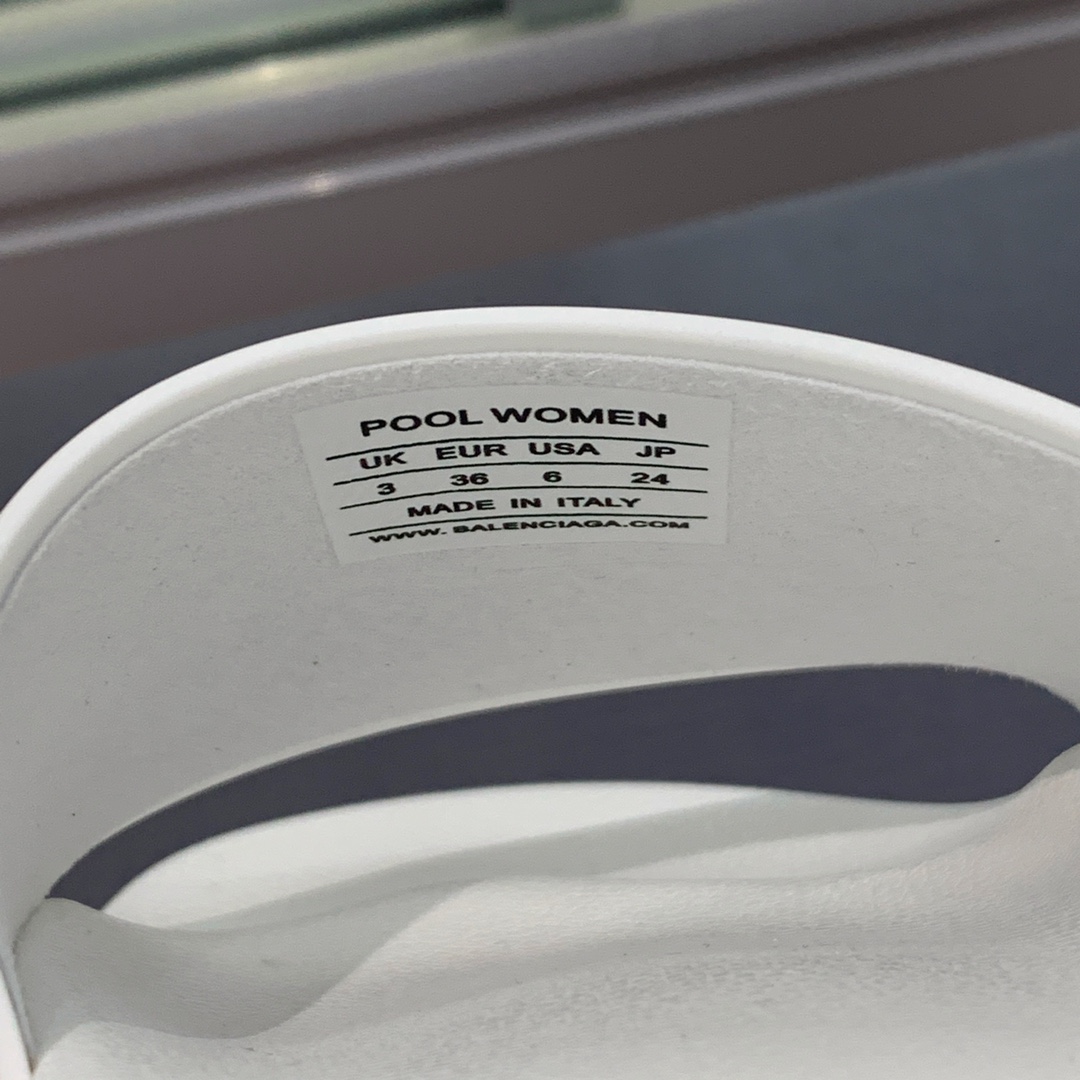 POOL WOMEN
UK EUR USA JP
3 36 6 24
MADE IN ITALY
WWW. BALENCIAGA.COM